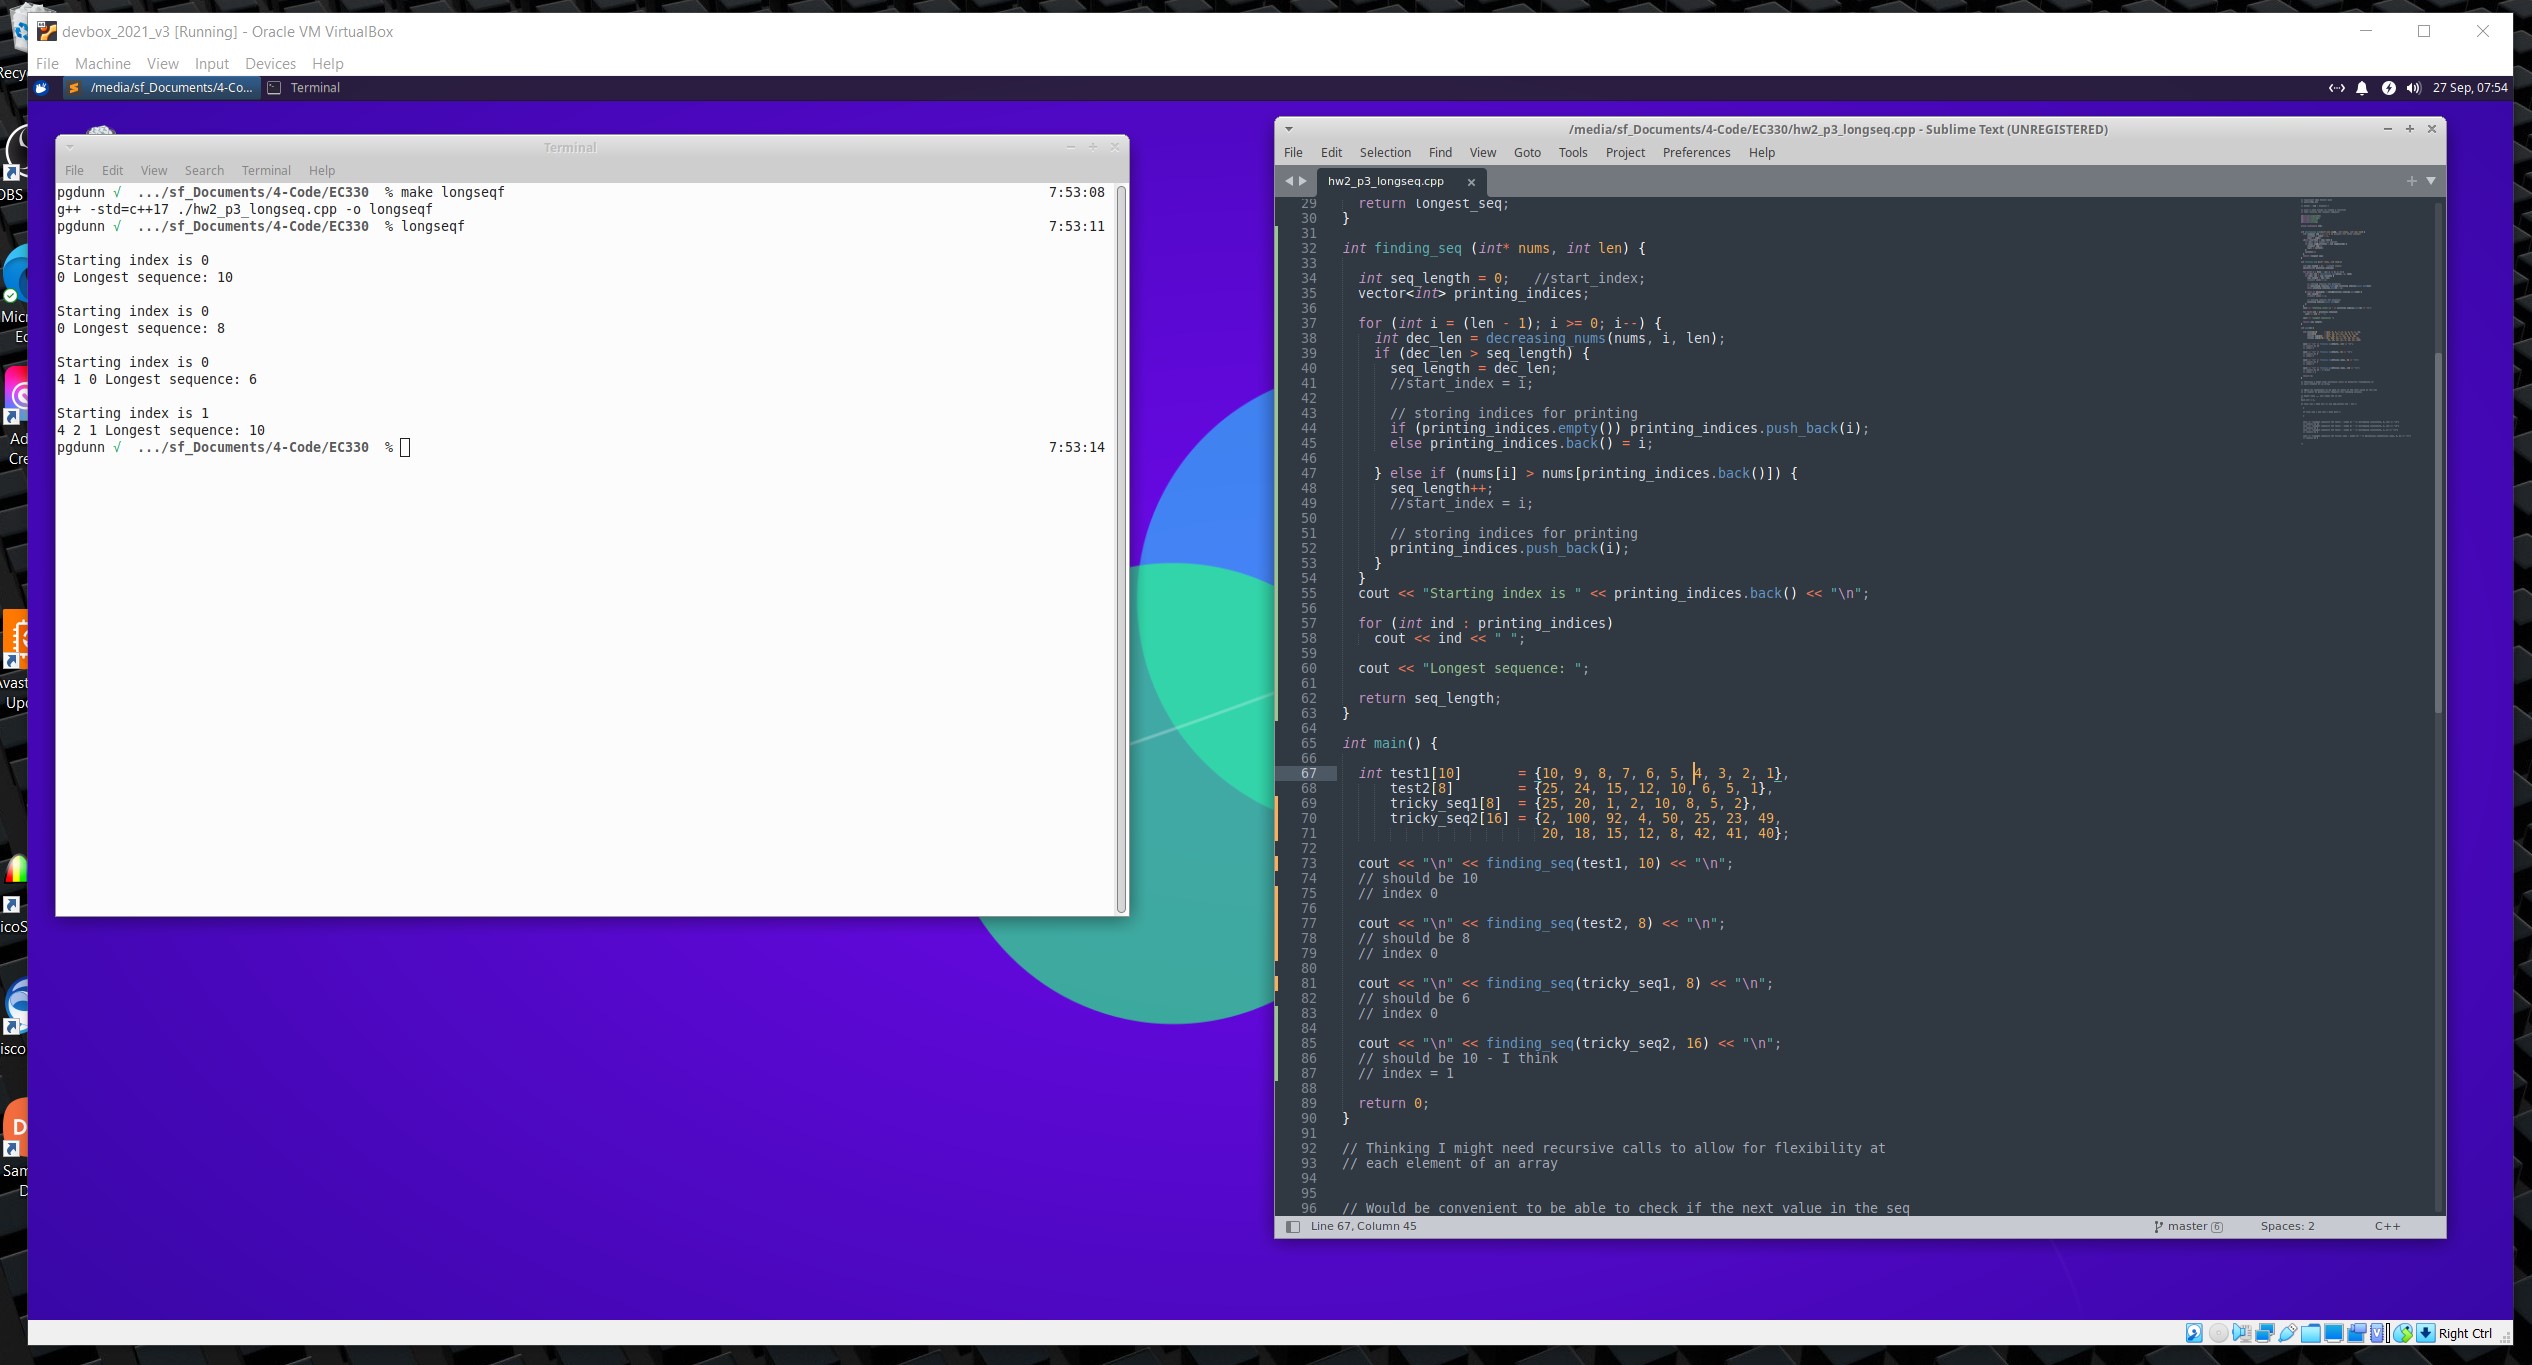 devbox_2021_v3 [Running] - Oracle VM VirtualBox
File Machine View Input Devices Help
/media/sf_Documents/4-Co... Terminal
27 Sep, 07:54
Terminal
File Edit View Search Terminal Help
pgdunn √ .../sf_Documents/4-Code/EC330 % make longseqf 7:53:08
g++ -std=c++17 ./hw2_p3_longseq.cpp -o longseqf
pgdunn √ .../sf_Documents/4-Code/EC330 % longseqf 7:53:11
Starting index is 0
0 Longest sequence: 10
Starting index is 0
0 Longest sequence: 8
Starting index is 0
4 1 0 Longest sequence: 6
Starting index is 1
4 2 1 Longest sequence: 10
pgdunn √ .../sf_Documents/4-Code/EC330 % 7:53:14
/media/sf_Documents/4-Code/EC330/hw2_p3_longseq.cpp - Sublime Text (UNREGISTERED)
File Edit Selection Find View Goto Tools Project Preferences Help
hw2_p3_longseq.cpp
29 return longest_seq;
30 }
31
32 int finding_seq (int* nums, int len) {
33
34 int seq_length = 0; //start_index;
35 vector<int> printing_indices;
36
37 for (int i = (len - 1); i >= 0; i--) {
38 int dec_len = decreasing_nums(nums, i, len);
39 if (dec_len > seq_length) {
40 seq_length = dec_len;
41 //start_index = i;
42
43 // storing indices for printing
44 if (printing_indices.empty()) printing_indices.push_back(i);
45 else printing_indices.back() = i;
46
47 } else if (nums[i] > nums[printing_indices.back()]) {
48 seq_length++;
49 //start_index = i;
50
51 // storing indices for printing
52 printing_indices.push_back(i);
53 }
54 }
55 cout << "Starting index is " << printing_indices.back() << "\n";
56
57 for (int ind : printing_indices)
58 cout << ind << " ";
59
60 cout << "Longest sequence: ";
61
62 return seq_length;
63 }
64
65 int main() {
66
67 int test1[10] = {10, 9, 8, 7, 6, 5, 4, 3, 2, 1},
68 test2[8] = {25, 24, 15, 12, 10, 6, 5, 1},
69 tricky_seq1[8] = {25, 20, 1, 2, 10, 8, 5, 2},
70 tricky_seq2[16] = {2, 100, 92, 4, 50, 25, 23, 49,
71 20, 18, 15, 12, 8, 42, 41, 40};
72
73 cout << "\n" << finding_seq(test1, 10) << "\n";
74 // should be 10
75 // index 0
76
77 cout << "\n" << finding_seq(test2, 8) << "\n";
78 // should be 8
79 // index 0
80
81 cout << "\n" << finding_seq(tricky_seq1, 8) << "\n";
82 // should be 6
83 // index 0
84
85 cout << "\n" << finding_seq(tricky_seq2, 16) << "\n";
86 // should be 10 - I think
87 // index = 1
88
89 return 0;
90 }
91
92 // Thinking I might need recursive calls to allow for flexibility at
93 // each element of an array
94
95
96 // Would be convenient to be able to check if the next value in the seq
Line 67, Column 45 master 6 Spaces: 2 C++
Right Ctrl